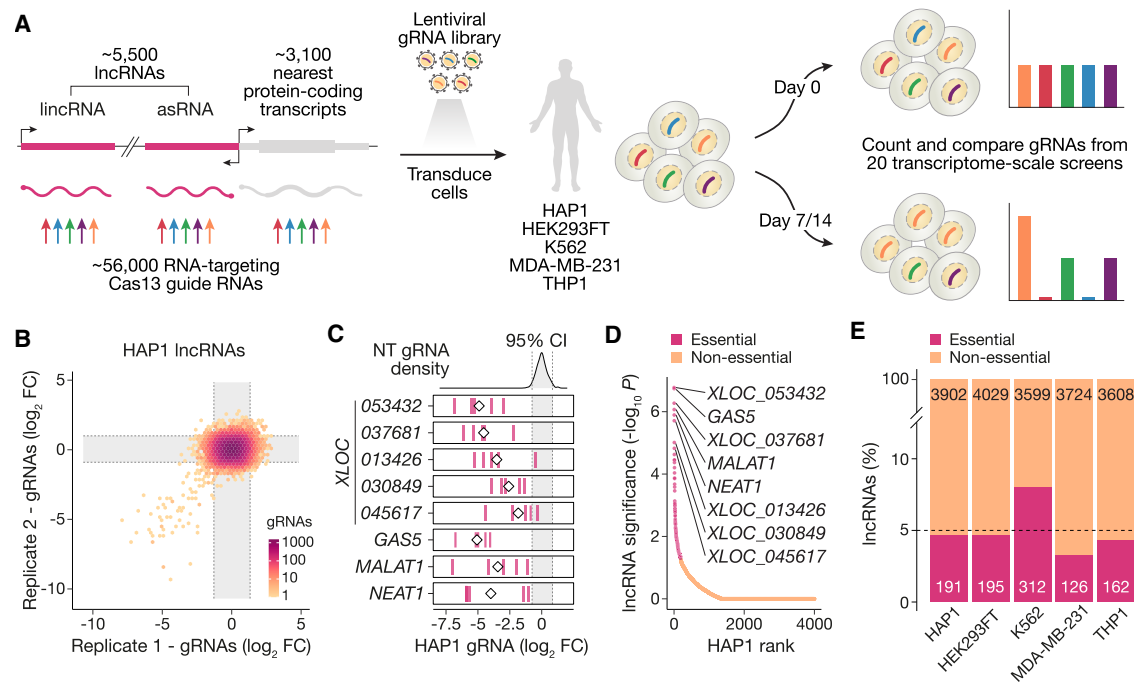 A
~5,500
lncRNAs
lincRNA
asRNA
~3,100
nearest
protein-coding
transcripts
~56,000 RNA-targeting
Cas13 guide RNAs
Lentiviral
gRNA library
Transduce
cells
HAP1
HEK293FT
K562
MDA-MB-231
THP1
Day 0
Day 7/14
Count and compare gRNAs from
20 transcriptome-scale screens
B
HAP1 lncRNAs
Replicate 2 - gRNAs (log2 FC)
5
0
-5
-10
gRNAs
1000
100
10
1
-10
-5
0
5
Replicate 1 - gRNAs (log2 FC)
C
NT gRNA
density
95% CI
XLOC
053432
037681
013426
030849
045617
GAS5
MALAT1
NEAT1
-7.5
-5
-2.5
0
2.5
HAP1 gRNA (log2 FC)
D
Essential
Non-essential
lncRNA significance (-log10 P)
6
4
2
0
XLOC_053432
GAS5
XLOC_037681
MALAT1
NEAT1
XLOC_013426
XLOC_030849
XLOC_045617
0
2000
4000
HAP1 rank
E
Essential
Non-essential
lncRNAs (%)
100
10
5
0
3902
4029
3599
3724
3608
191
195
312
126
162
HAP1
HEK293FT
K562
MDA-MB-231
THP1